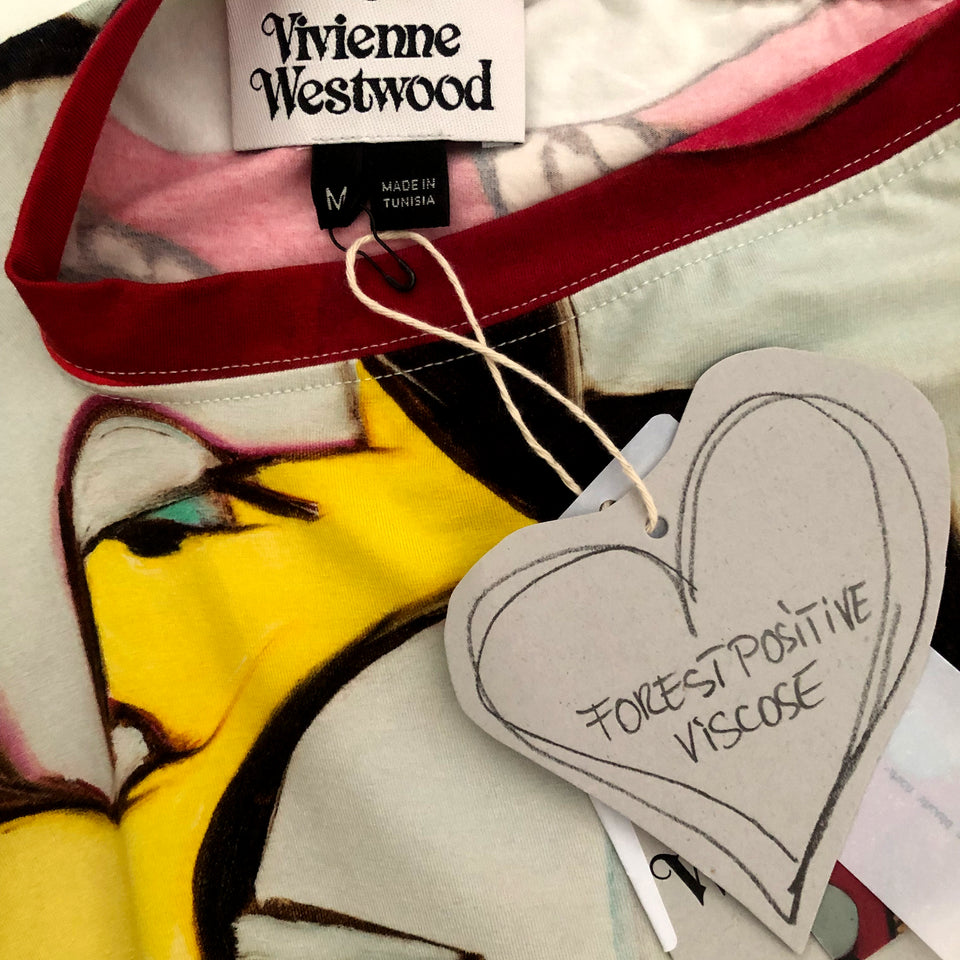 Vivienne
Westwood
M
MADE IN
TUNISIA
FOREST POSITIVE
VISCOSE